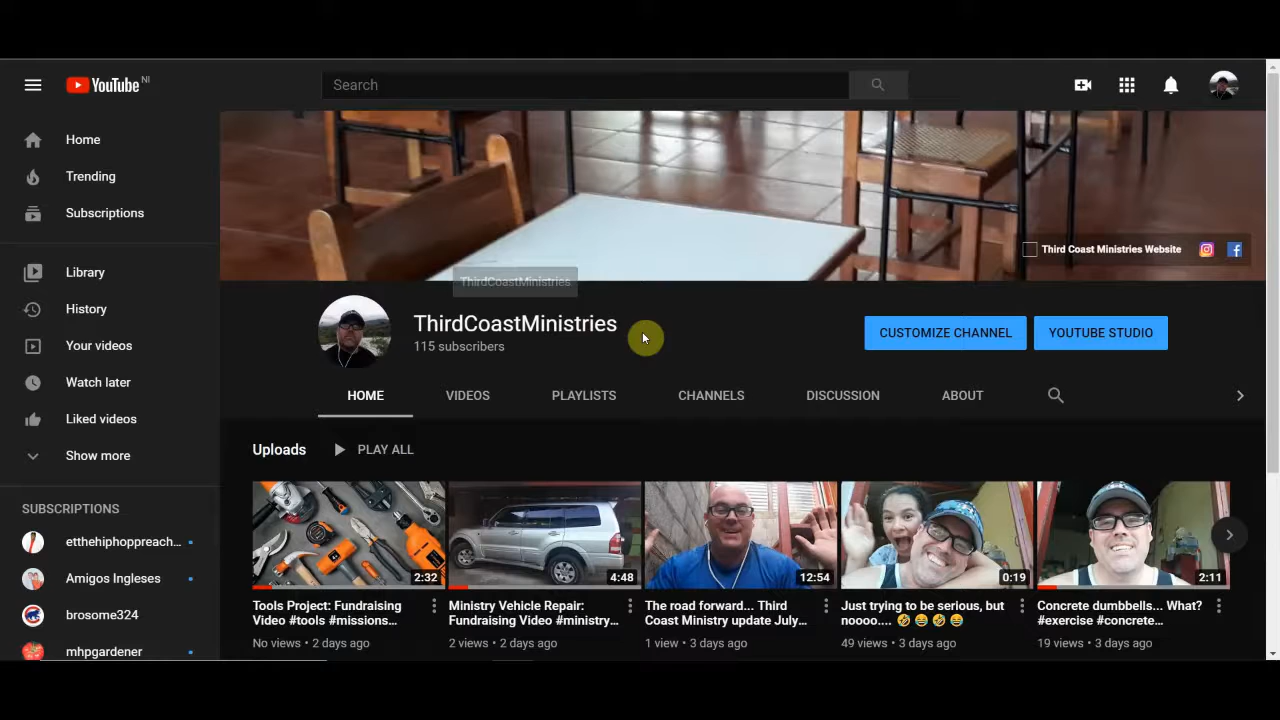 YouTube NI
Search
Home
Trending
Subscriptions
Library
History
Your videos
Watch later
Liked videos
Show more
SUBSCRIPTIONS
etthehiphoppreach...
Amigos Ingleses
brosome324
mhpgardener
Third Coast Ministries Website
ThirdCoastMinistries
ThirdCoastMinistries
115 subscribers
CUSTOMIZE CHANNEL
YOUTUBE STUDIO
HOME
VIDEOS
PLAYLISTS
CHANNELS
DISCUSSION
ABOUT
Uploads
PLAY ALL
2:32
4:48
12:54
0:19
2:11
Tools Project: Fundraising
Video #tools #missions...
No views • 2 days ago
Ministry Vehicle Repair:
Fundraising Video #ministry...
2 views • 2 days ago
The road forward... Third
Coast Ministry update July...
1 view • 3 days ago
Just trying to be serious, but
noooo.... 🤣😂🤣😂
49 views • 3 days ago
Concrete dumbbells... What?
#exercise #concrete...
19 views • 3 days ago